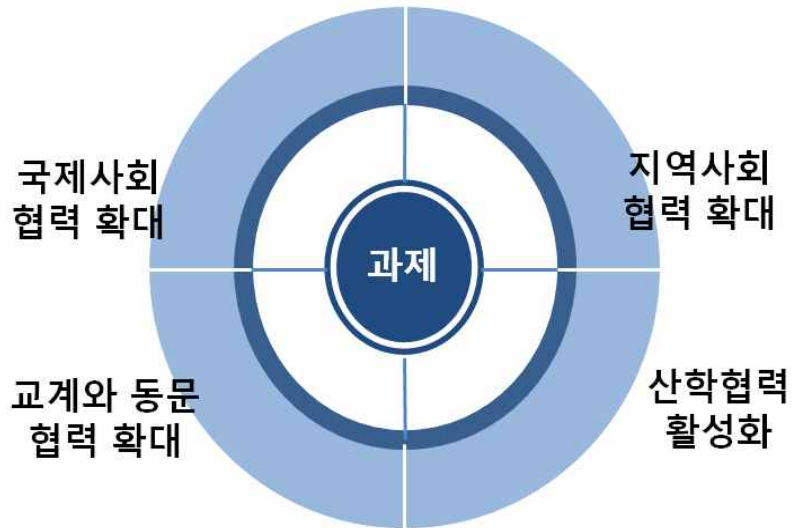 국제사회
협력 확대
지역사회
협력 확대
과제
교계와 동문
협력 확대
산학협력
활성화